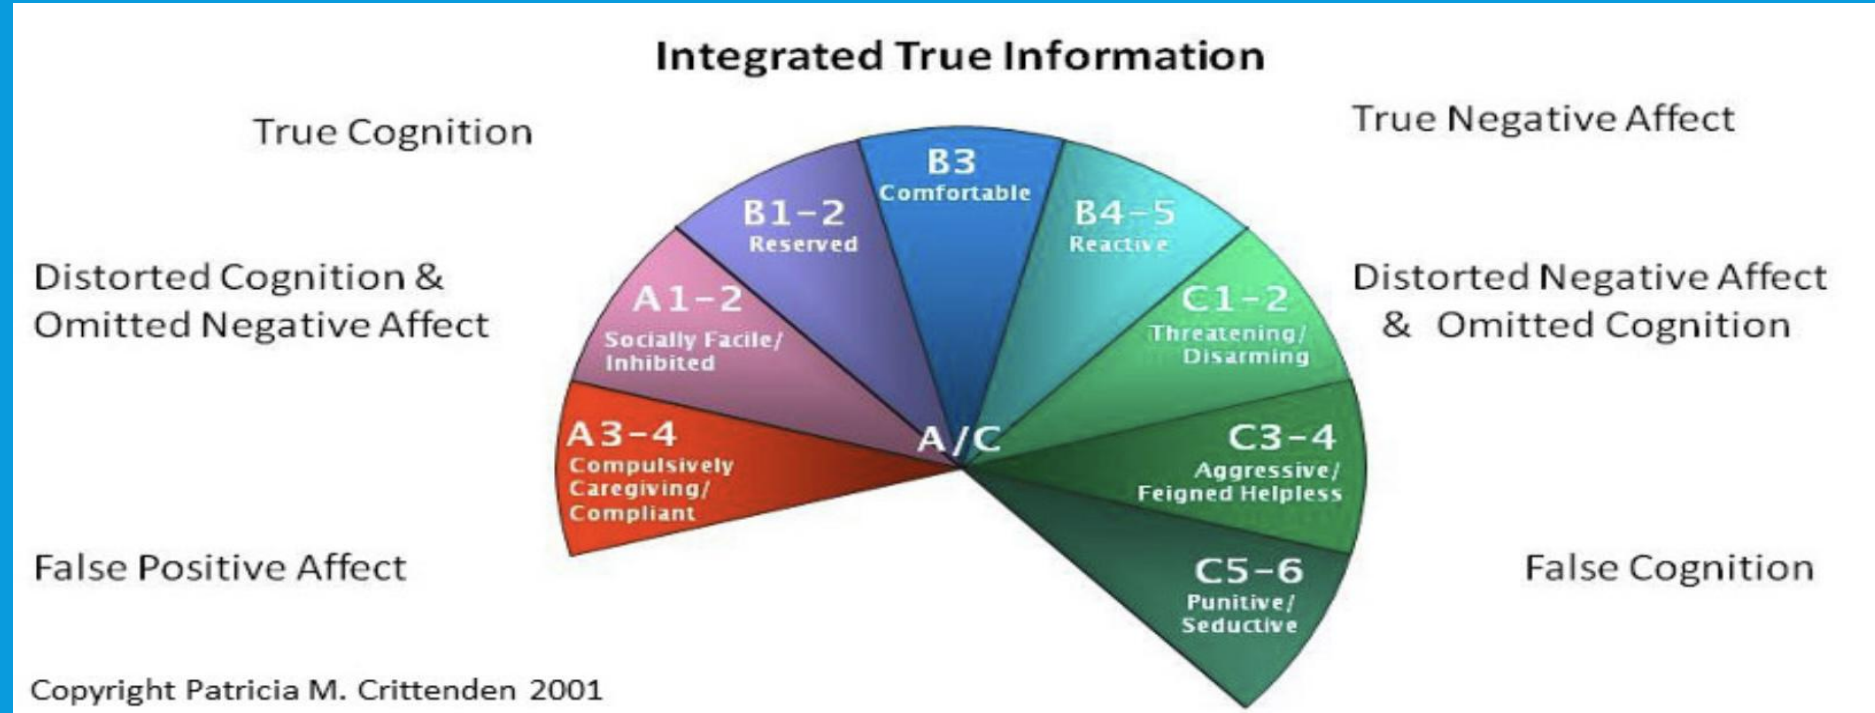 Integrated True Information
True Cognition
True Negative Affect
B3
Comfortable
B1-2
Reserved
B4-5
Reactive
Distorted Cognition &
Omitted Negative Affect
A1-2
Socially Facile/
Inhibited
C1-2
Threatening/
Disarming
Distorted Negative Affect
& Omitted Cognition
A3-4
Compulsively
Caregiving/
Compliant
A/C
C3-4
Aggressive/
Feigned Helpless
False Positive Affect
C5-6
Punitive/
Seductive
False Cognition
Copyright Patricia M. Crittenden 2001